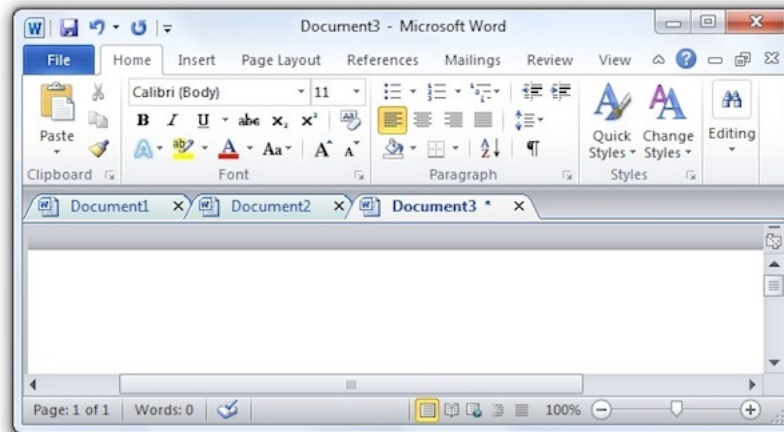 Document3 - Microsoft Word
File Home Insert Page Layout References Mailings Review View
Calibri (Body) 11
B I U abc x₂ x²
Aa A A
Paste
Quick Styles
Change Styles
Editing
Clipboard Font Paragraph Styles
Document1 Document2 Document3 *
Page: 1 of 1 Words: 0 100%